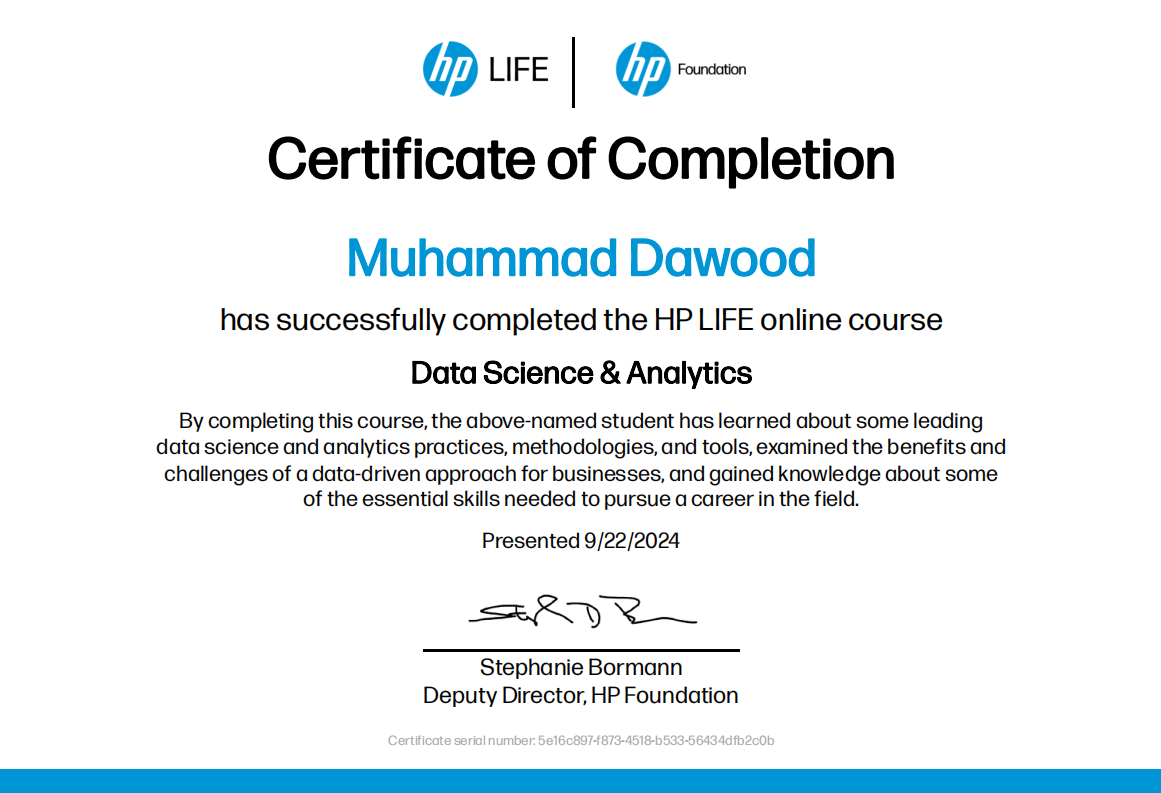 hp LIFE hp Foundation
Certificate of Completion
Muhammad Dawood
has successfully completed the HP LIFE online course
Data Science & Analytics
By completing this course, the above-named student has learned about some leading
data science and analytics practices, methodologies, and tools, examined the benefits and
challenges of a data-driven approach for businesses, and gained knowledge about some
of the essential skills needed to pursue a career in the field.
Presented 9/22/2024
Stephanie Bormann
Deputy Director, HP Foundation
Certificate serial number: 5e16c897-f873-4518-b533-56434dfb2c0b